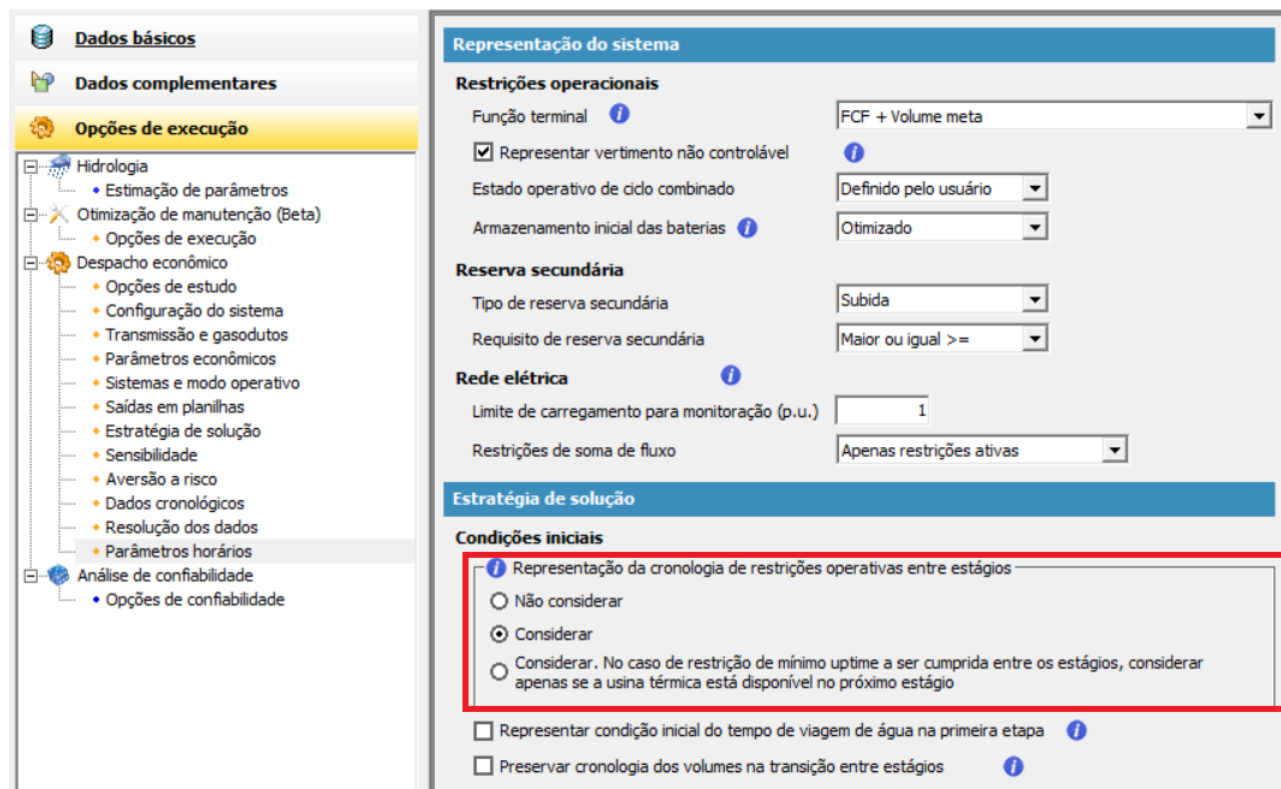 Dados básicos
Dados complementares
Opções de execução
Hidrologia
Estimação de parâmetros
Otimização de manutenção (Beta)
Opções de execução
Despacho econômico
Opções de estudo
Configuração do sistema
Transmissão e gasodutos
Parâmetros econômicos
Sistemas e modo operativo
Saídas em planilhas
Estratégia de solução
Sensibilidade
Aversão a risco
Dados cronológicos
Resolução dos dados
Parâmetros horários
Análise de confiabilidade
Opções de confiabilidade
Representação do sistema
Restrições operacionais
Função terminal FCF + Volume meta
Representar vertimento não controlável
Estado operativo de ciclo combinado Definido pelo usuário
Armazenamento inicial das baterias Otimizado
Reserva secundária
Tipo de reserva secundária Subida
Requisito de reserva secundária Maior ou igual >=
Rede elétrica
Limite de carregamento para monitoração (p.u.) 1
Restrições de soma de fluxo Apenas restrições ativas
Estratégia de solução
Condições iniciais
Representação da cronologia de restrições operativas entre estágios
Não considerar
Considerar
Considerar. No caso de restrição de mínimo uptime a ser cumprida entre os estágios, considerar
apenas se a usina térmica está disponível no próximo estágio
Representar condição inicial do tempo de viagem de água na primeira etapa
Preservar cronologia dos volumes na transição entre estágios